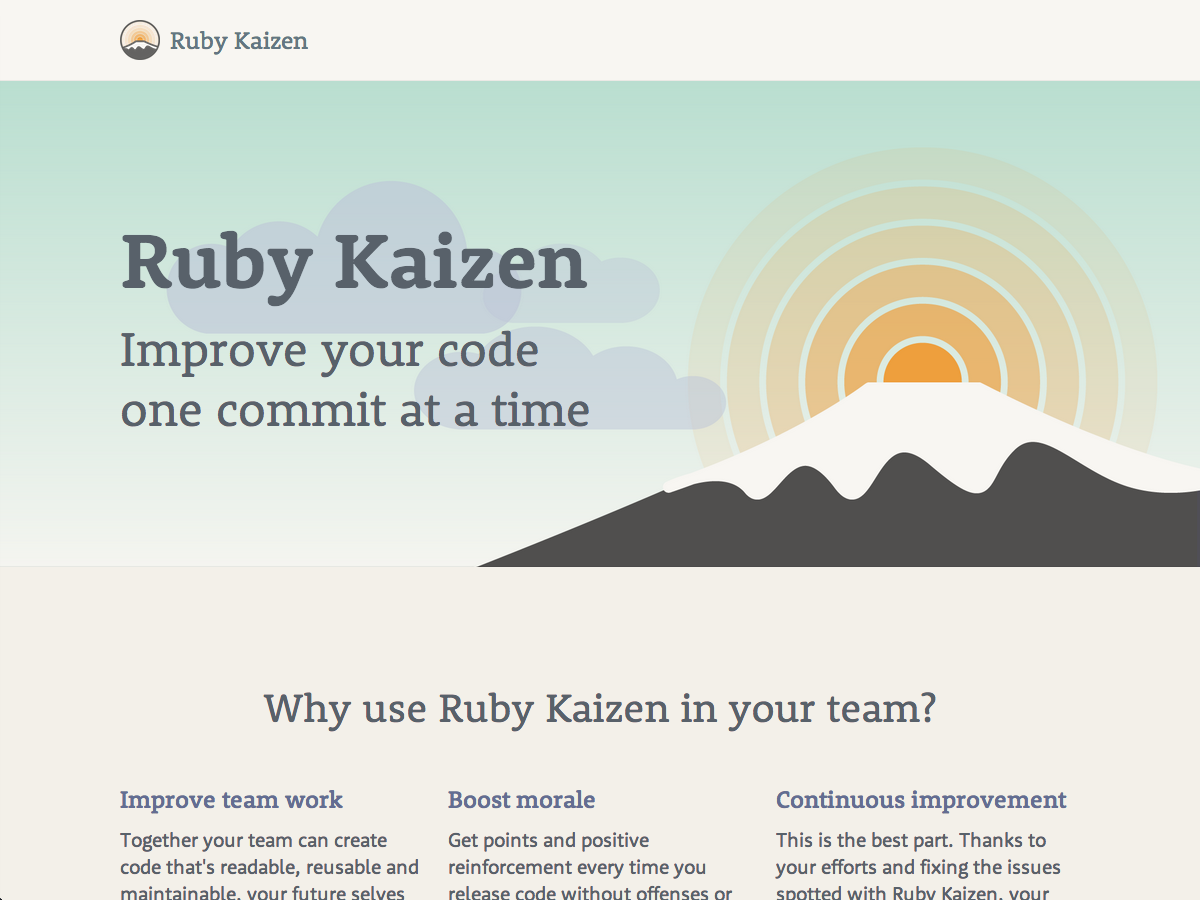 Ruby Kaizen
Ruby Kaizen
Improve your code
one commit at a time
Why use Ruby Kaizen in your team?
Improve team work
Together your team can create
code that's readable, reusable and
maintainable, your future selves
Boost morale
Get points and positive
reinforcement every time you
release code without offenses or
Continuous improvement
This is the best part. Thanks to
your efforts and fixing the issues
spotted with Ruby Kaizen, your